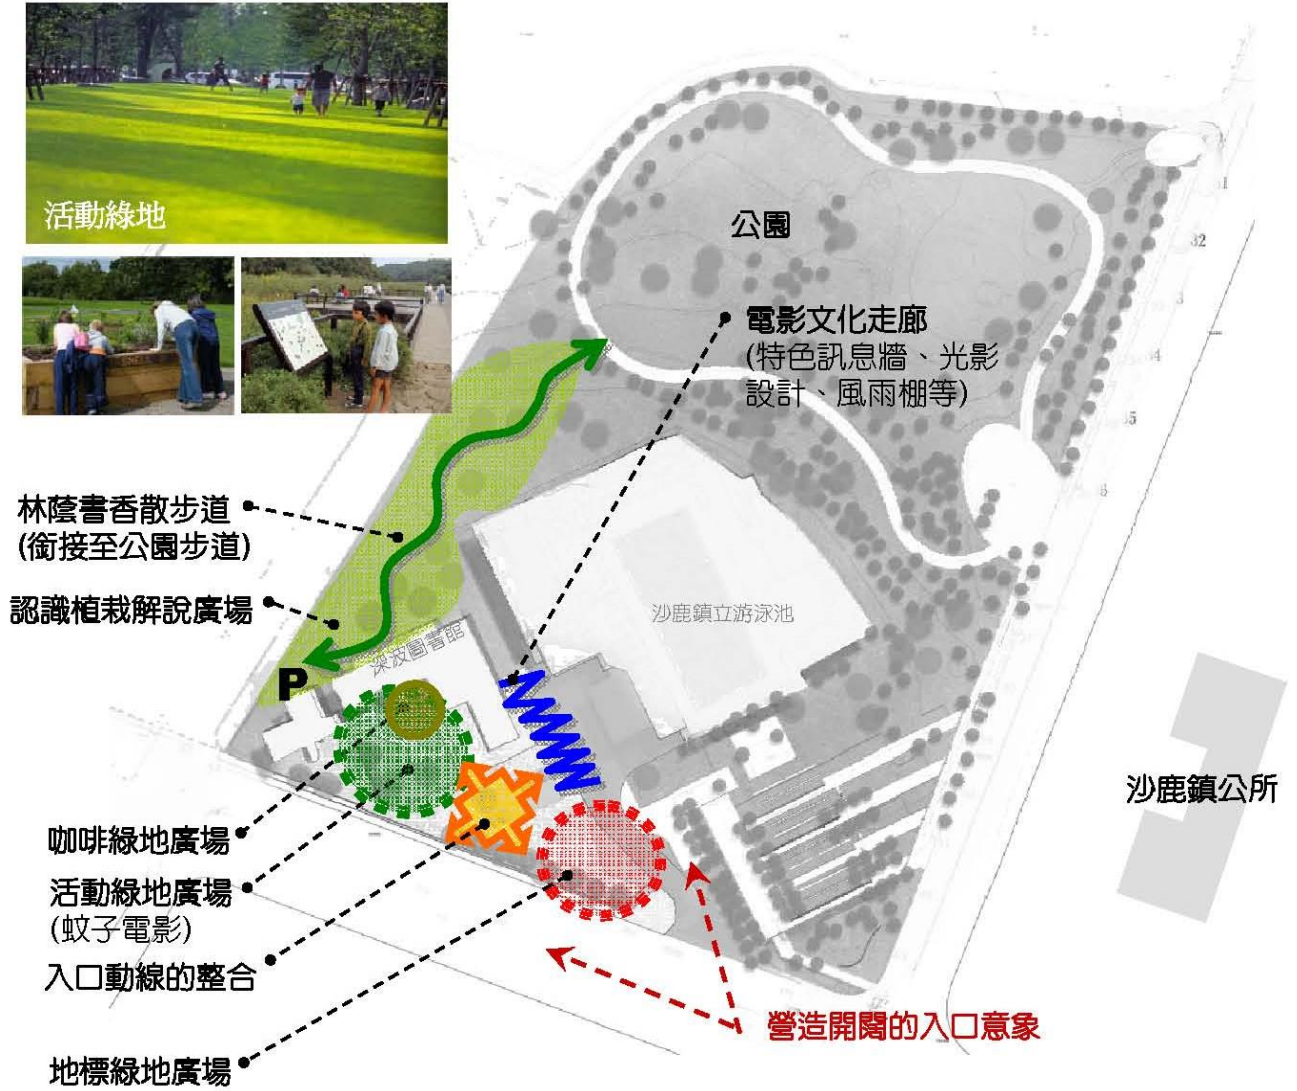 活動綠地
公園
電影文化走廊
(特色訊息牆、光影
設計、風雨棚等)
林蔭書香散步道
(銜接至公園步道)
認識植栽解說廣場
沙鹿鎮立游泳池
深波圖書館
P
沙鹿鎮公所
咖啡綠地廣場
活動綠地廣場
(蚊子電影)
入口動線的整合
地標綠地廣場
營造開闊的入口意象